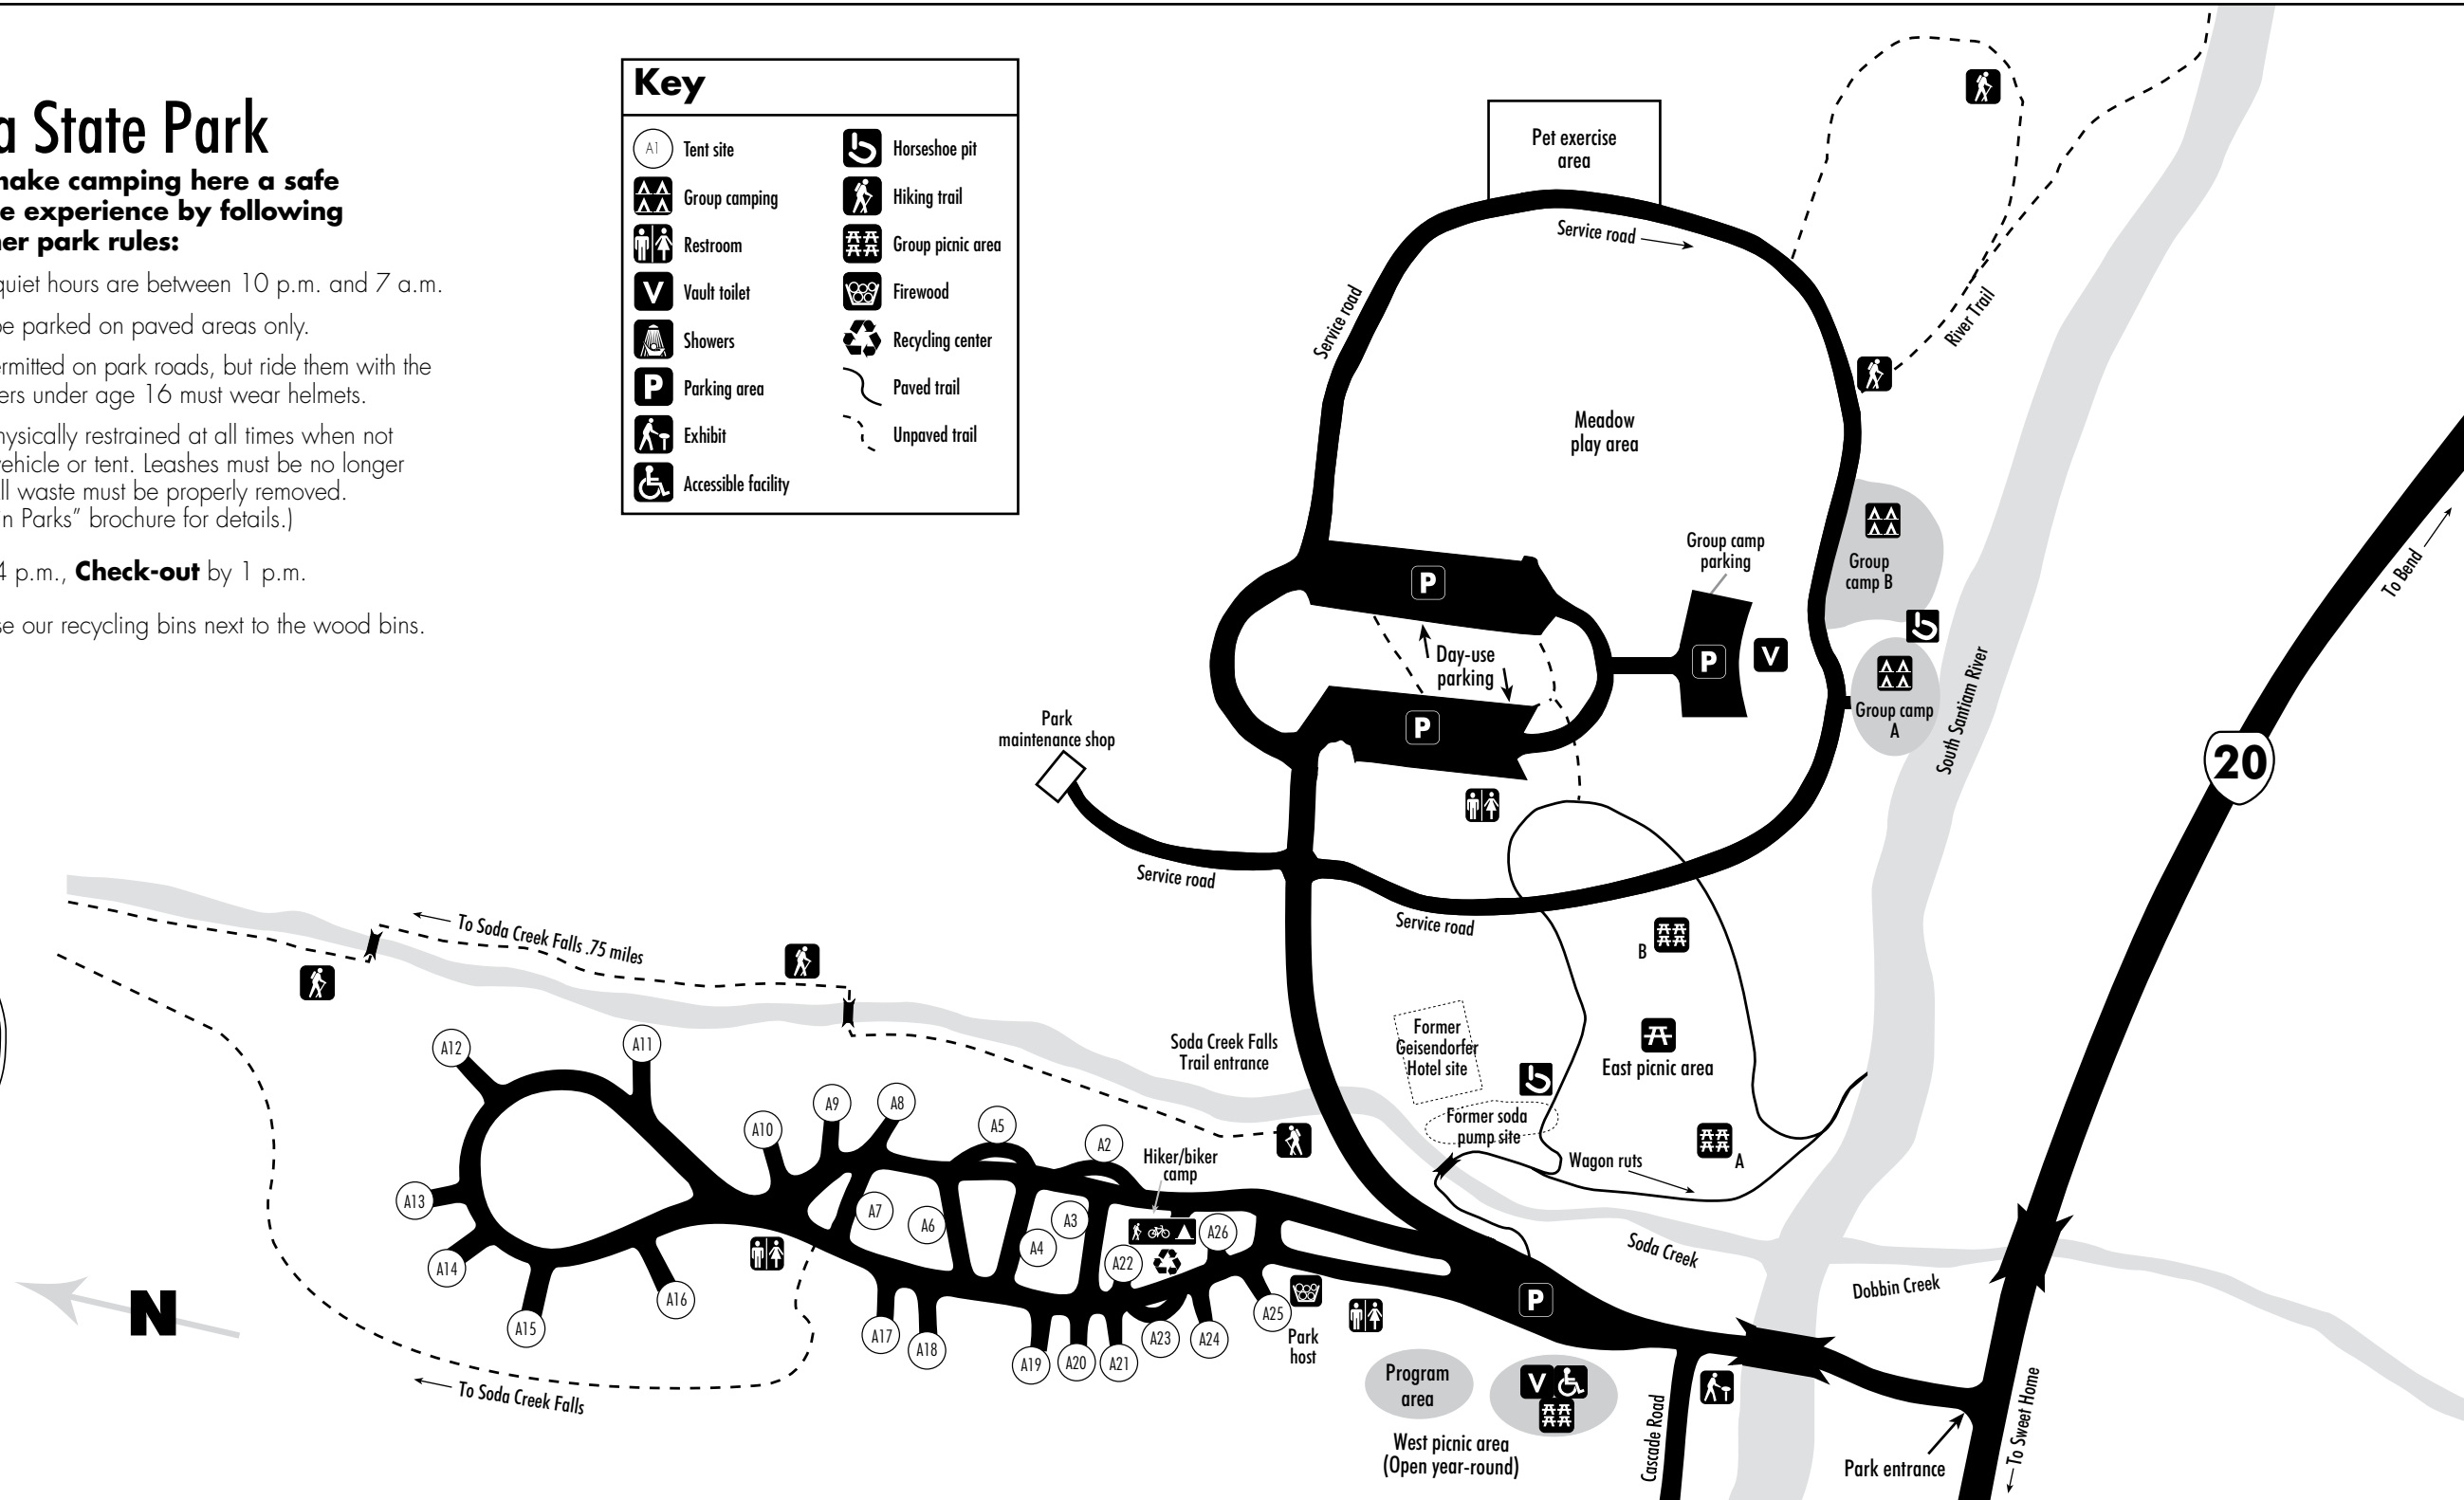 a State Park
make camping here a safe
e experience by following
her park rules:
quiet hours are between 10 p.m. and 7 a.m.
be parked on paved areas only.
ermitted on park roads, but ride them with the
ers under age 16 must wear helmets.
hysically restrained at all times when not
vehicle or tent. Leashes must be no longer
ll waste must be properly removed.
in Parks” brochure for details.)
4 p.m., Check-out by 1 p.m.
se our recycling bins next to the wood bins.
Key
A1 Tent site
Group camping
Restroom
V Vault toilet
Showers
P Parking area
Exhibit
Accessible facility
Horseshoe pit
Hiking trail
Group picnic area
Firewood
Recycling center
Paved trail
Unpaved trail
Pet exercise
area
Service road
Service road
River Trail
Meadow
play area
Group camp
parking
Group
camp B
P
P
V
Day-use
parking
P
Group camp
A
South Santiam River
To Bend
20
Park
maintenance shop
Service road
Service road
To Soda Creek Falls .75 miles
B
Former
Geisendorfer
Hotel site
East picnic area
Soda Creek Falls
Trail entrance
Former soda
pump site
A
Wagon ruts
A12
A11
A9
A8
A10
A5
A2
Hiker/biker
camp
A13
A7
A6
A3
A4
A26
A22
A14
A16
A15
A17
A18
A19
A20
A21
A23
A24
A25
Park
host
P
Soda Creek
Dobbin Creek
N
To Soda Creek Falls
Program
area
V
West picnic area
(Open year-round)
Cascade Road
Park entrance
To Sweet Home